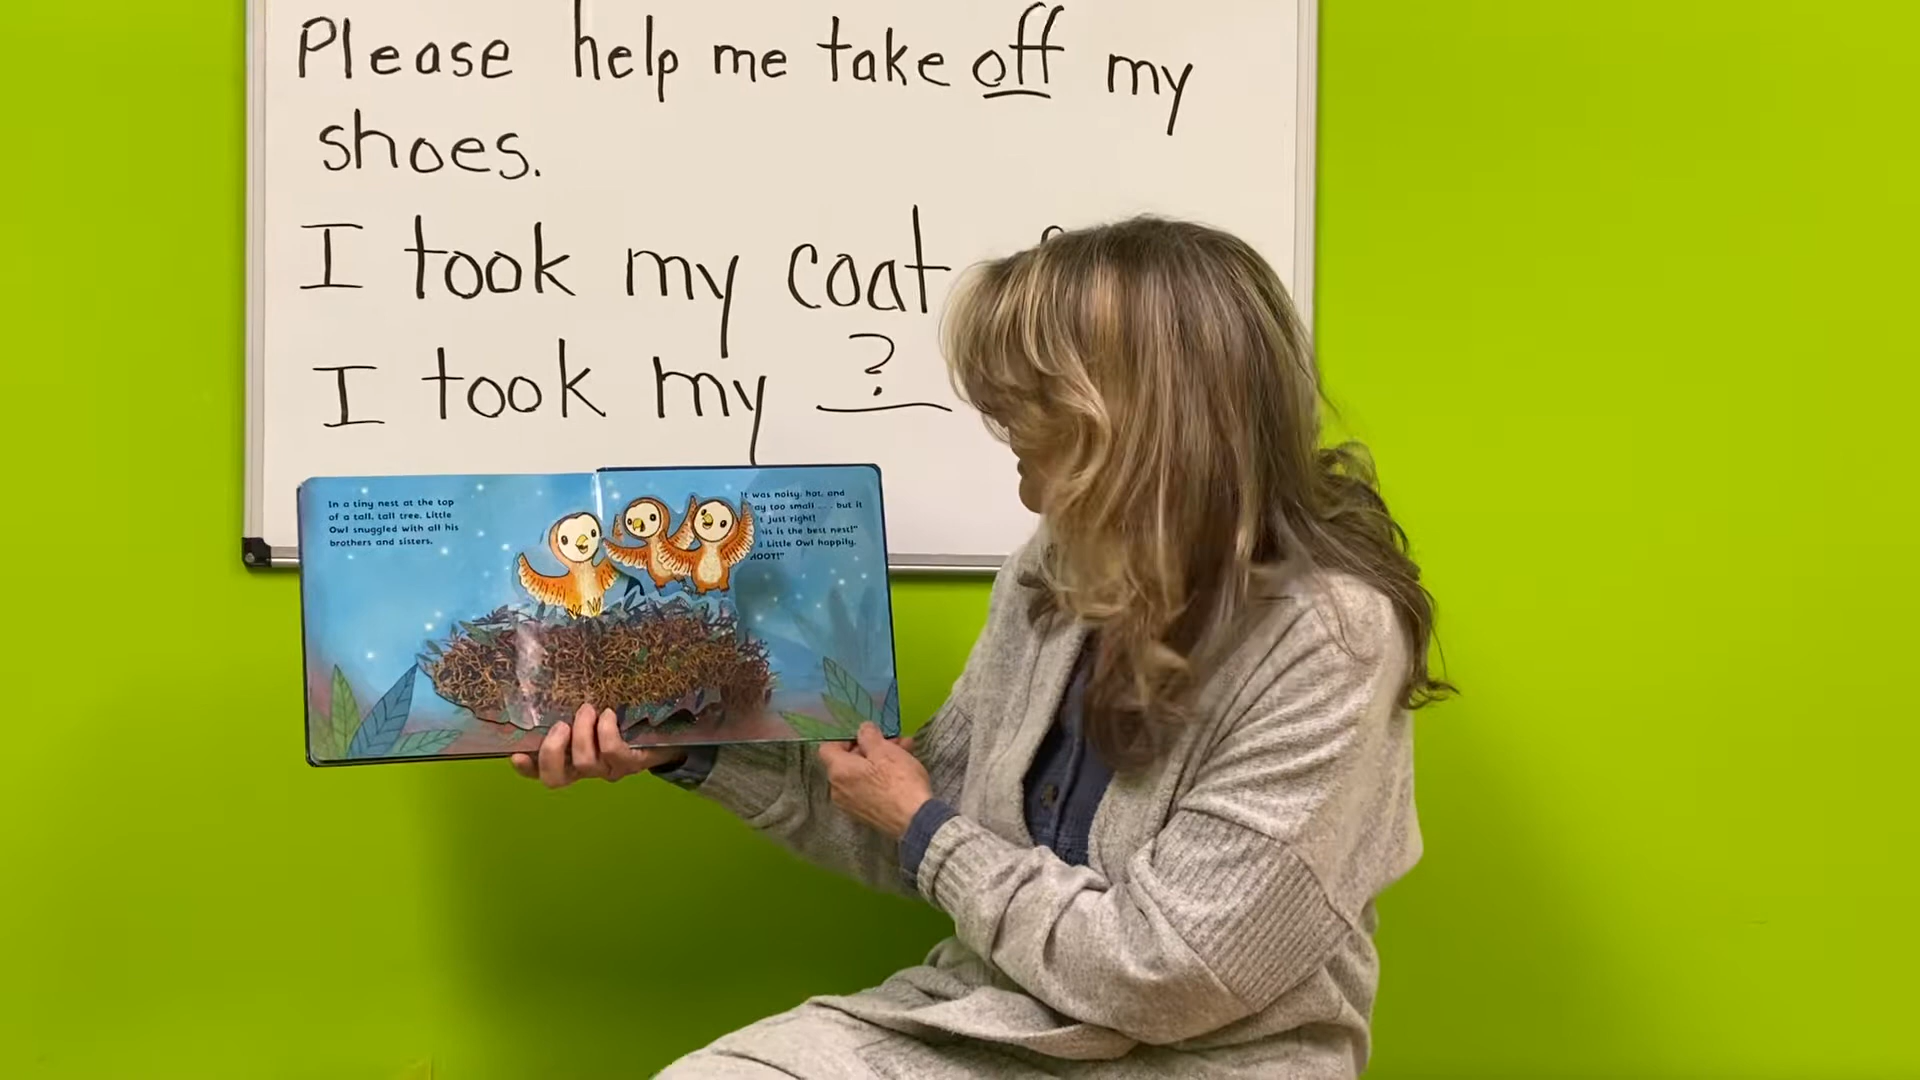 Please help me take off my
shoes.
I took my coat
I took my ?
In a tiny nest at the top
of a tall, tall tree, Little
Owl snuggled with all his
brothers and sisters.
It was noisy, hot, and
too small ... but it
just right!
is the best nest!"
Little Owl happily.